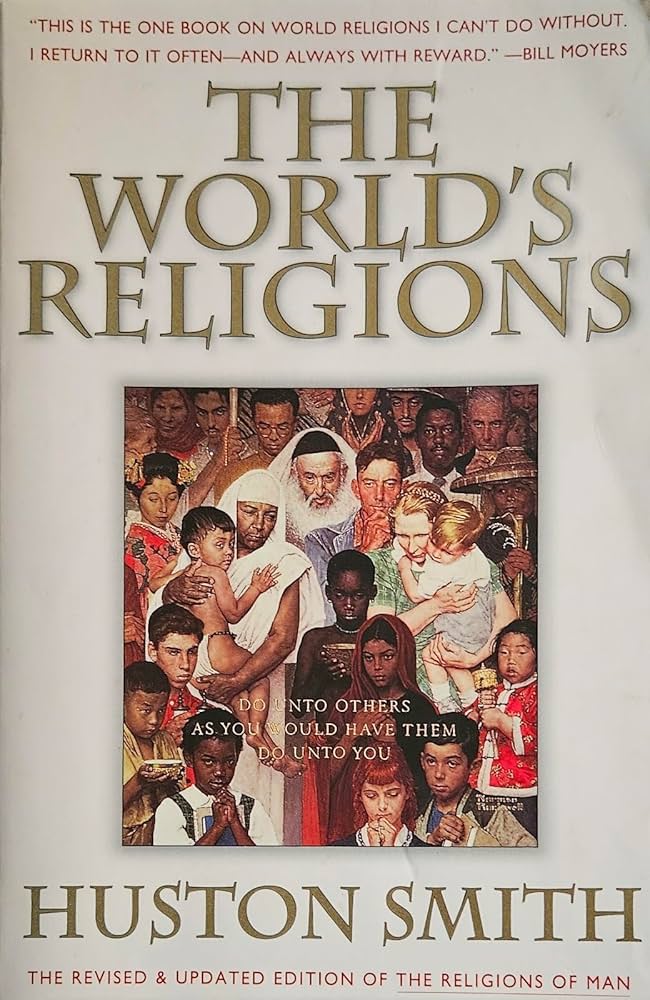 “THIS IS THE ONE BOOK ON WORLD RELIGIONS I CAN’T DO WITHOUT.
I RETURN TO IT OFTEN—AND ALWAYS WITH REWARD.” —BILL MOYERS
THE
WORLD’S
RELIGIONS
DO UNTO OTHERS
AS YOU WOULD HAVE THEM
DO UNTO YOU
Norman
Rockwell
HUSTON SMITH
THE REVISED & UPDATED EDITION OF THE RELIGIONS OF MAN